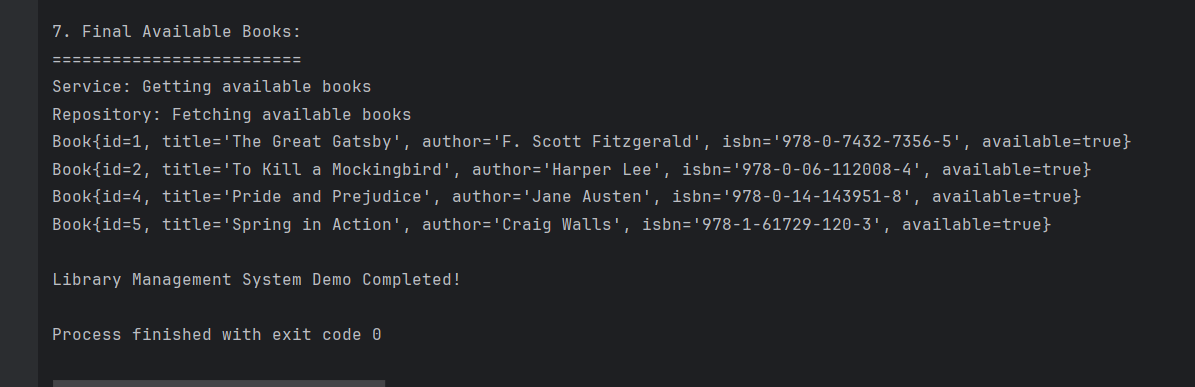 7. Final Available Books:
=========================
Service: Getting available books
Repository: Fetching available books
Book{id=1, title='The Great Gatsby', author='F. Scott Fitzgerald', isbn='978-0-7432-7356-5', available=true}
Book{id=2, title='To Kill a Mockingbird', author='Harper Lee', isbn='978-0-06-112008-4', available=true}
Book{id=4, title='Pride and Prejudice', author='Jane Austen', isbn='978-0-14-143951-8', available=true}
Book{id=5, title='Spring in Action', author='Craig Walls', isbn='978-1-61729-120-3', available=true}
Library Management System Demo Completed!
Process finished with exit code 0